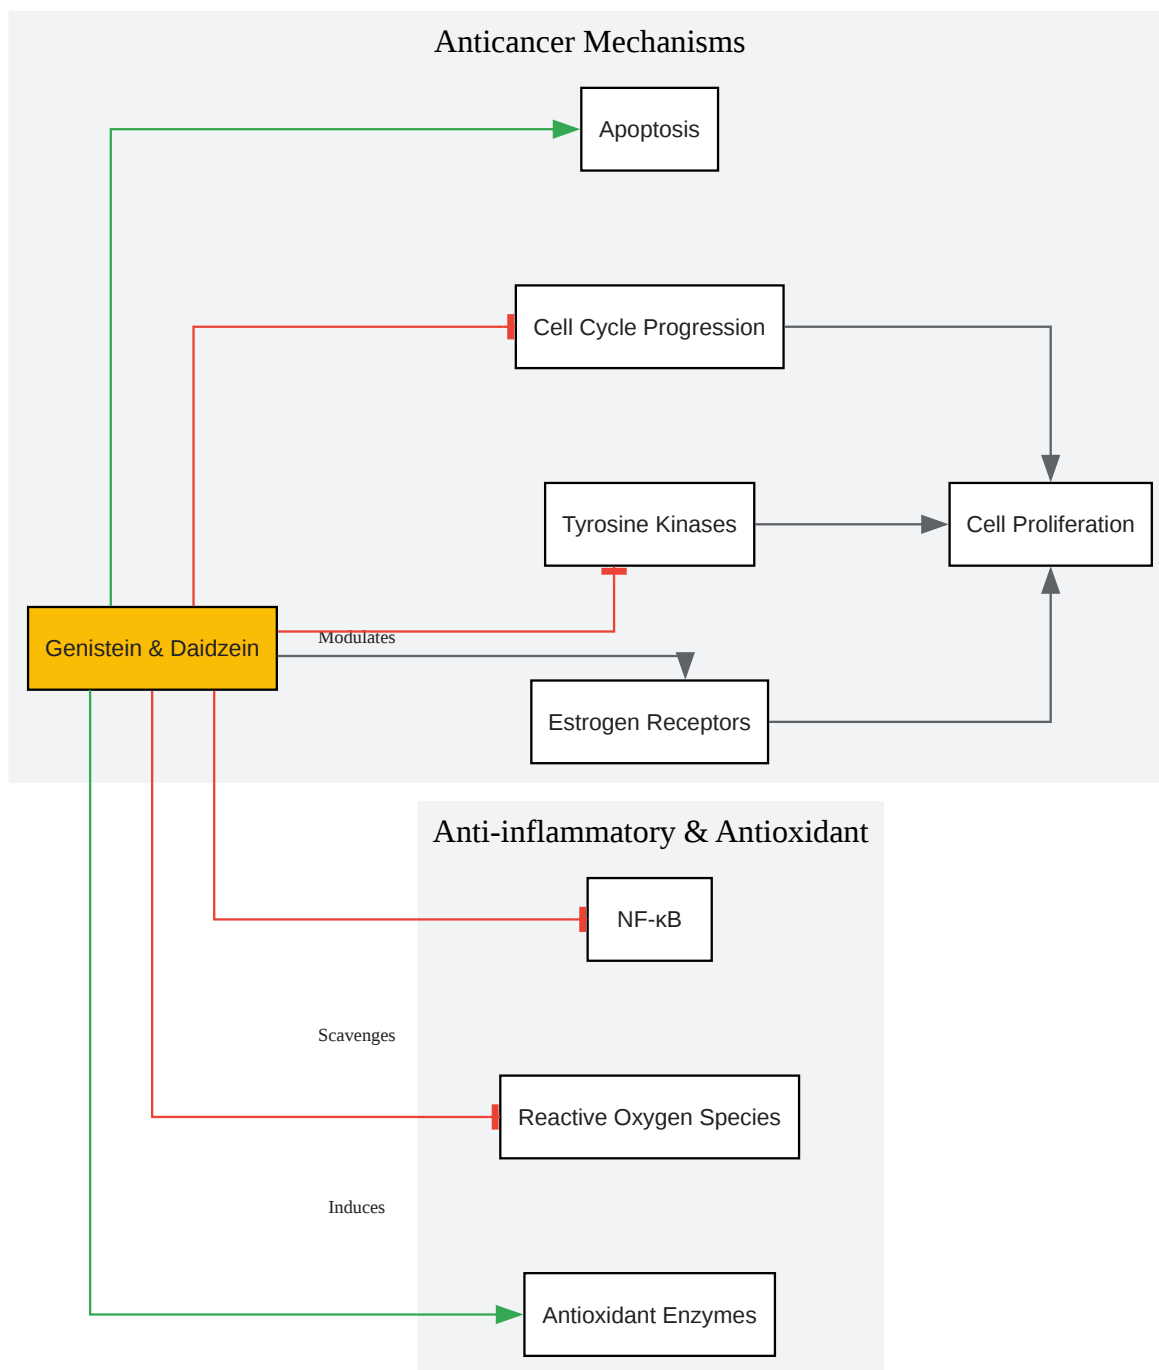 Anticancer Mechanisms
Apoptosis
Cell Cycle Progression
Tyrosine Kinases
Cell Proliferation
Genistein & Daidzein
Modulates
Estrogen Receptors
Anti-inflammatory & Antioxidant
NF-κB
Scavenges
Reactive Oxygen Species
Induces
Antioxidant Enzymes